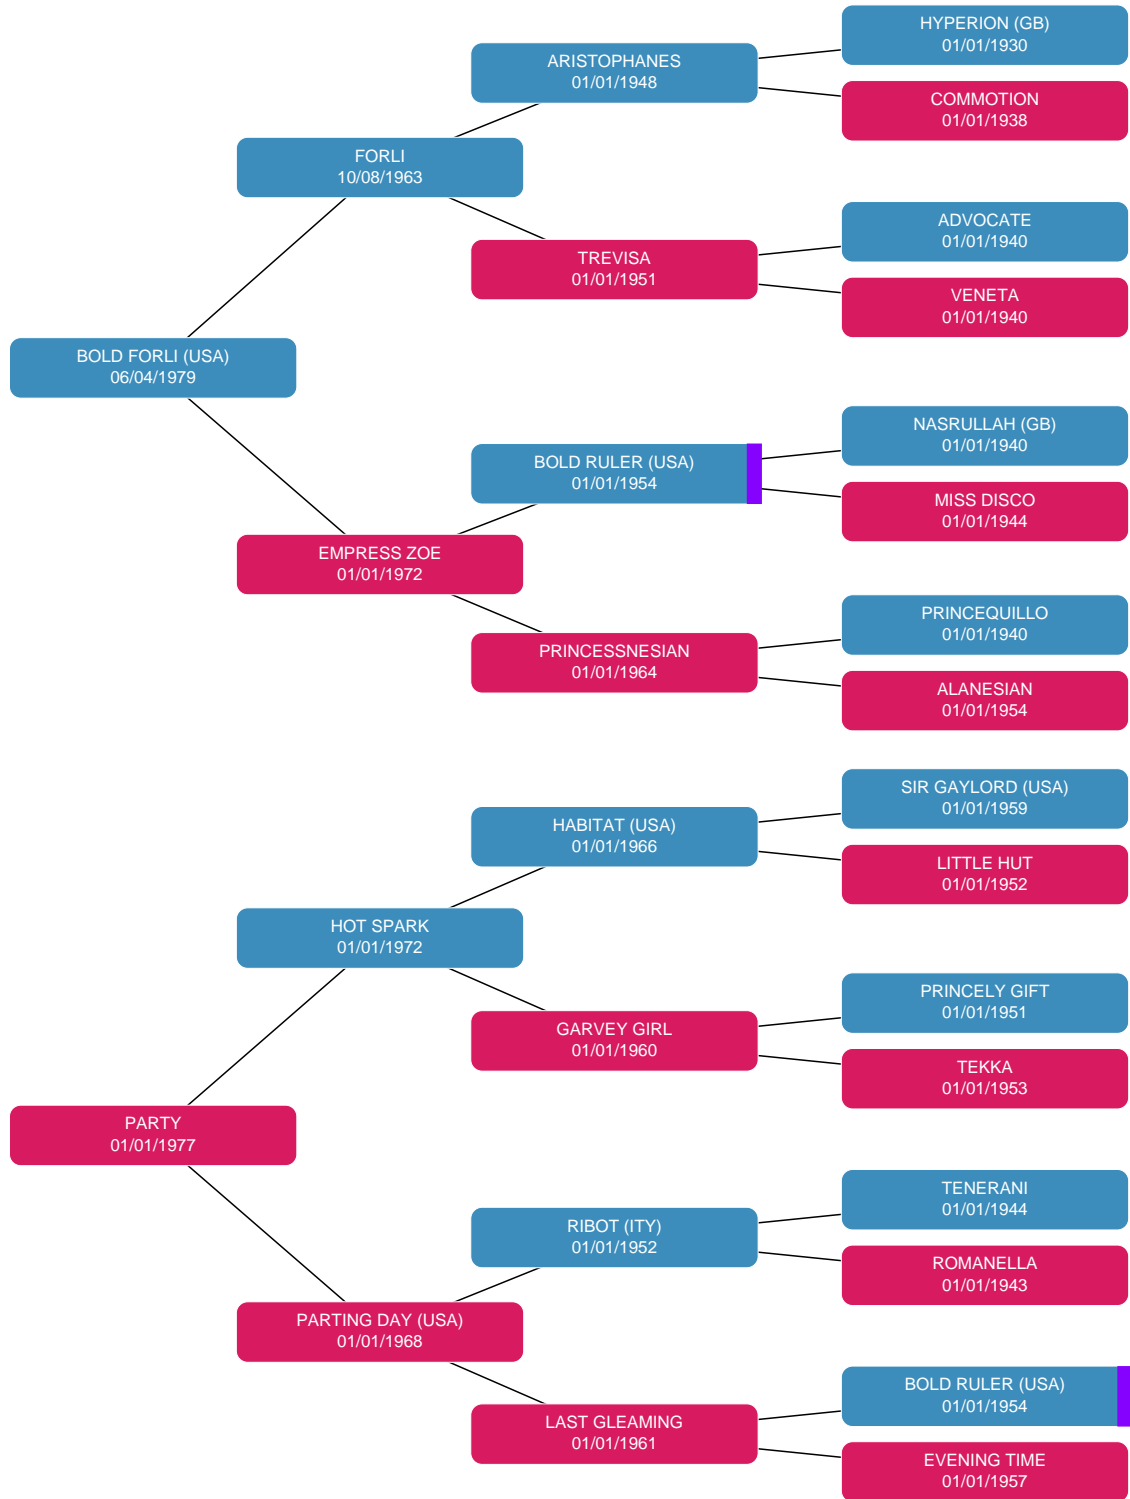 HYPERION (GB)
01/01/1930
ARISTOPHANES
01/01/1948
COMMOTION
01/01/1938
FORLI
10/08/1963
ADVOCATE
01/01/1940
TREVISA
01/01/1951
VENETA
01/01/1940
BOLD FORLI (USA)
06/04/1979
NASRULLAH (GB)
01/01/1940
BOLD RULER (USA)
01/01/1954
MISS DISCO
01/01/1944
EMPRESS ZOE
01/01/1972
PRINCEQUILLO
01/01/1940
PRINCESSNESIAN
01/01/1964
ALANESIAN
01/01/1954
SIR GAYLORD (USA)
01/01/1959
HABITAT (USA)
01/01/1966
LITTLE HUT
01/01/1952
HOT SPARK
01/01/1972
PRINCELY GIFT
01/01/1951
GARVEY GIRL
01/01/1960
TEKKA
01/01/1953
PARTY
01/01/1977
TENERANI
01/01/1944
RIBOT (ITY)
01/01/1952
ROMANELLA
01/01/1943
PARTING DAY (USA)
01/01/1968
BOLD RULER (USA)
01/01/1954
LAST GLEAMING
01/01/1961
EVENING TIME
01/01/1957